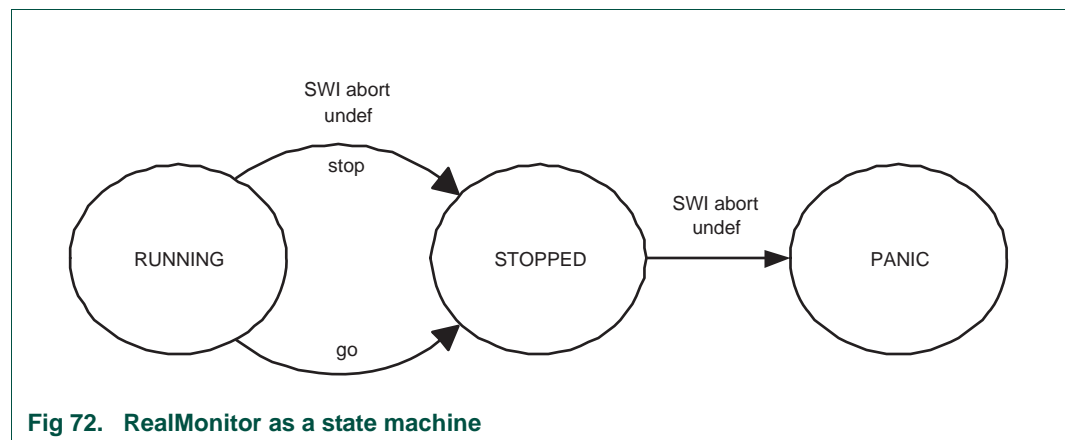 SWI abort
undef
stop
SWI abort
undef
RUNNING
STOPPED
PANIC
go
Fig 72. RealMonitor as a state machine